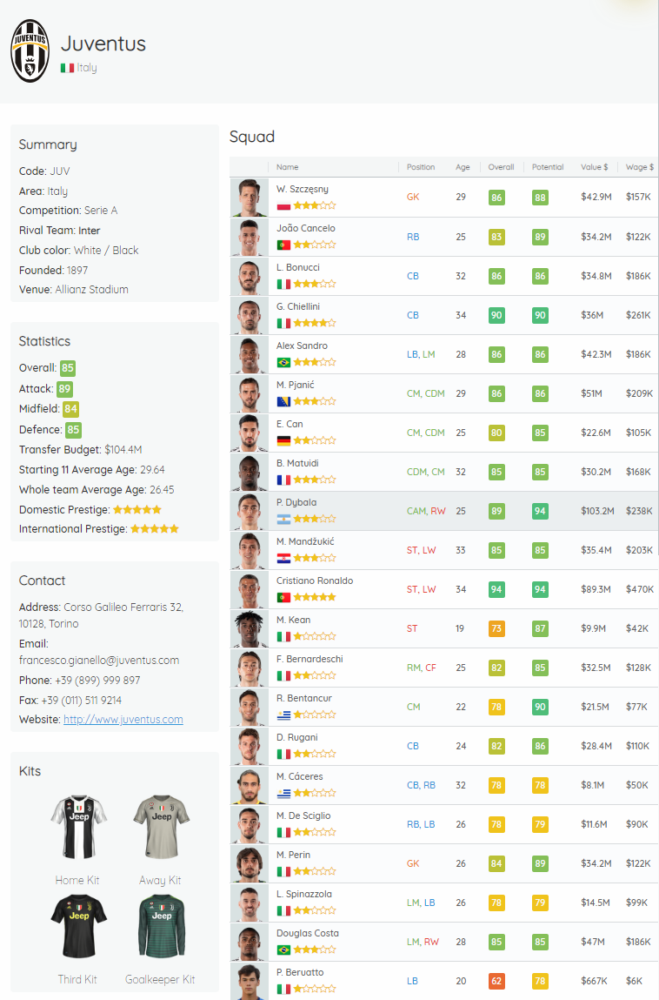 JUVENTUS
Juventus
Italy
Summary
Code: JUV
Area: Italy
Competition: Serie A
Rival Team: Inter
Club color: White / Black
Founded: 1897
Venue: Allianz Stadium
Statistics
Overall: 85
Attack: 89
Midfield: 84
Defence: 85
Transfer Budget: $104.4M
Starting 11 Average Age: 29.64
Whole team Average Age: 26.45
Domestic Prestige:
International Prestige:
Contact
Address: Corso Galileo Ferraris 32,
10128, Torino
Email:
francesco.gianello@juventus.com
Phone: +39 (899) 999 897
Fax: +39 (011) 511 9214
Website: http://www.juventus.com
Kits
Jeep Jeep
Home Kit Away Kit
Jeep Jeep
Third Kit Goalkeeper Kit
Squad
Name Position Age Overall Potential Value $ Wage $
W. Szczęsny GK 29 86 88 $42.9M $157K
João Cancelo RB 25 83 89 $34.2M $122K
L. Bonucci CB 32 86 86 $34.8M $186K
G. Chiellini CB 34 90 90 $36M $261K
Alex Sandro LB, LM 28 86 86 $42.3M $186K
M. Pjanić CM, CDM 29 86 86 $51M $209K
E. Can CM, CDM 25 80 85 $22.6M $105K
B. Matuidi CDM, CM 32 85 85 $30.2M $168K
P. Dybala CAM, RW 25 89 94 $103.2M $238K
M. Mandžukić ST, LW 33 85 85 $35.4M $203K
Cristiano Ronaldo ST, LW 34 94 94 $89.3M $470K
M. Kean ST 19 73 87 $9.9M $42K
F. Bernardeschi RM, CF 25 82 85 $32.5M $128K
R. Bentancur CM 22 78 90 $21.5M $77K
D. Rugani CB 24 82 86 $28.4M $110K
M. Cáceres CB, RB 32 78 78 $8.1M $50K
M. De Sciglio RB, LB 26 78 79 $11.6M $90K
M. Perin GK 26 84 89 $34.2M $122K
L. Spinazzola LM, LB 26 78 79 $14.5M $99K
Douglas Costa LM, RW 28 85 85 $47M $186K
P. Beruatto LB 20 62 78 $667K $6K